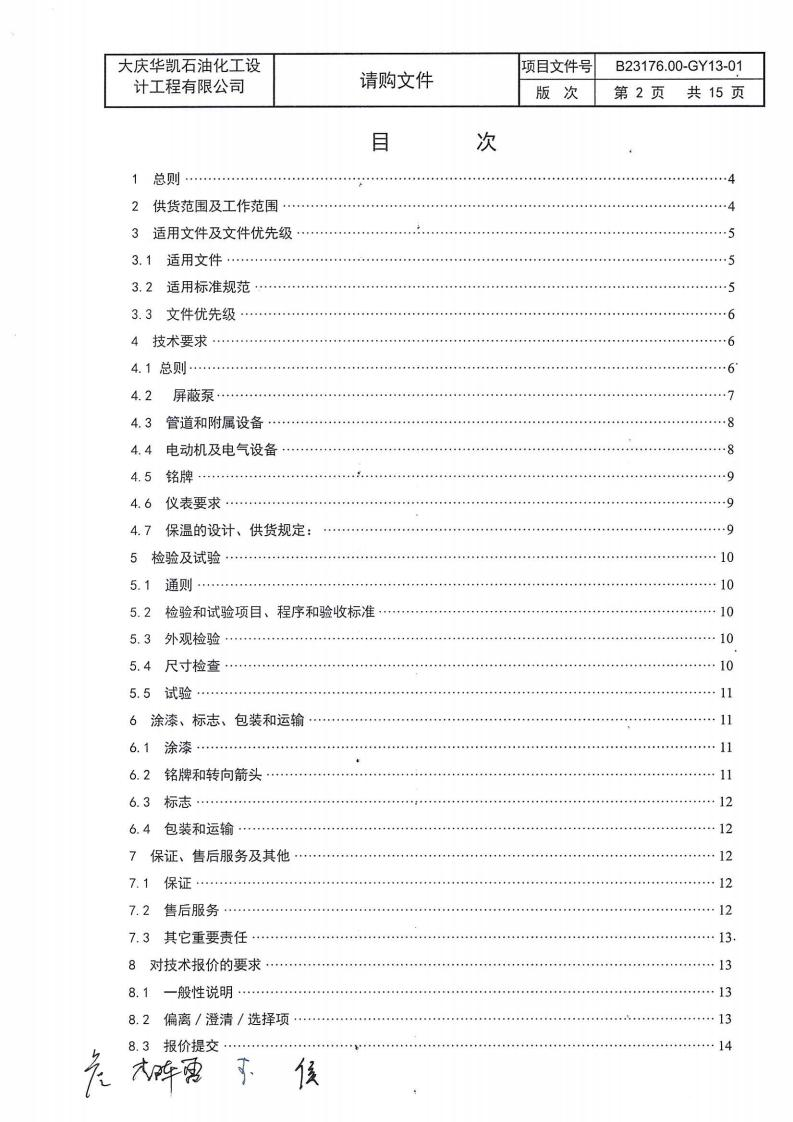 大庆华凯石油化工设
计工程有限公司
请购文件
项目文件号 B23176.00-GY13-01
版 次 第 2 页 共 15 页
目 次
1 总则 4
2 供货范围及工作范围 4
3 适用文件及文件优先级 5
3.1 适用文件 5
3.2 适用标准规范 5
3.3 文件优先级 6
4 技术要求 6
4.1 总则 6
4.2 屏蔽泵 7
4.3 管道和附属设备 8
4.4 电动机及电气设备 8
4.5 铭牌 9
4.6 仪表要求 9
4.7 保温的设计、供货规定： 9
5 检验及试验 10
5.1 通则 10
5.2 检验和试验项目、程序和验收标准 10
5.3 外观检验 10
5.4 尺寸检查 10
5.5 试验 11
6 涂漆、标志、包装和运输 11
6.1 涂漆 11
6.2 铭牌和转向箭头 11
6.3 标志 12
6.4 包装和运输 12
7 保证、售后服务及其他 12
7.1 保证 12
7.2 售后服务 12
7.3 其它重要责任 13
8 对技术报价的要求 13
8.1 一般性说明 13
8.2 偏离/澄清/选择项 13
8.3 报价提交 14